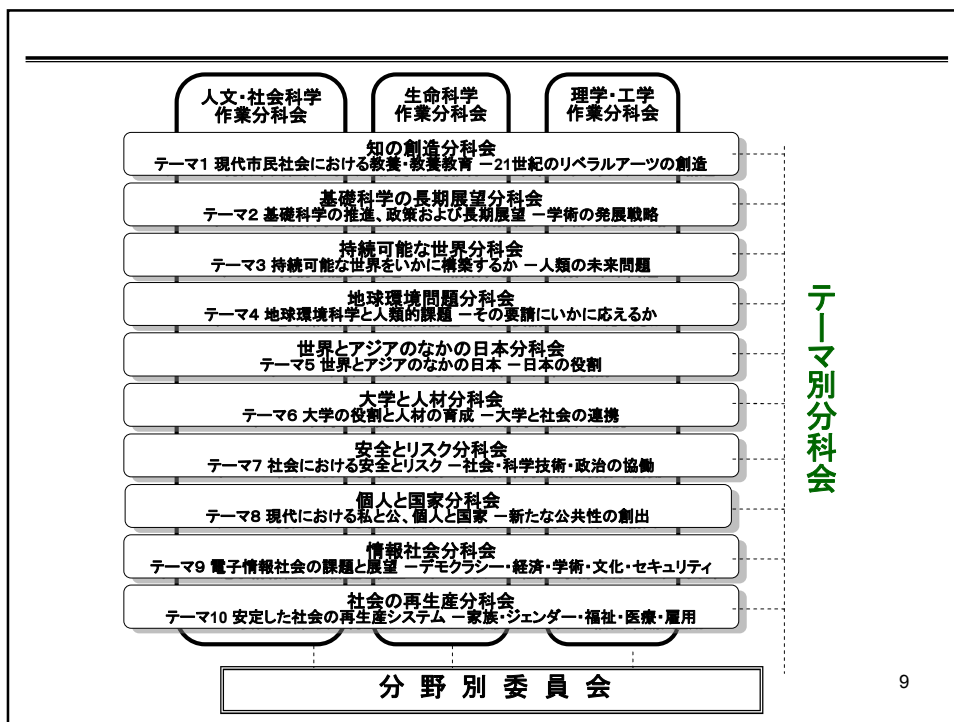 人文・社会科学
作業分科会
生命科学
作業分科会
理学・工学
作業分科会
知の創造分科会
テーマ1 現代市民社会における教養・教養教育 －21世紀のリベラルアーツの創造
基礎科学の長期展望分科会
テーマ2 基礎科学の推進、政策および長期展望 －学術の発展戦略
持続可能な世界分科会
テーマ3 持続可能な世界をいかに構築するか －人類の未来問題
地球環境問題分科会
テーマ4 地球環境科学と人類的課題 －その要請にいかに応えるか
世界とアジアのなかの日本分科会
テーマ5 世界とアジアのなかの日本 －日本の役割
大学と人材分科会
テーマ6 大学の役割と人材の育成 －大学と社会の連携
安全とリスク分科会
テーマ7 社会における安全とリスク －社会・科学技術・政治の協働
個人と国家分科会
テーマ8 現代における私と公、個人と国家 －新たな公共性の創出
情報社会分科会
テーマ9 電子情報社会の課題と展望 －デモクラシー・経済・学術・文化・セキュリティ
社会の再生産分科会
テーマ10 安定した社会の再生産システム －家族・ジェンダー・福祉・医療・雇用
テーマ別分科会
分野別委員会
9